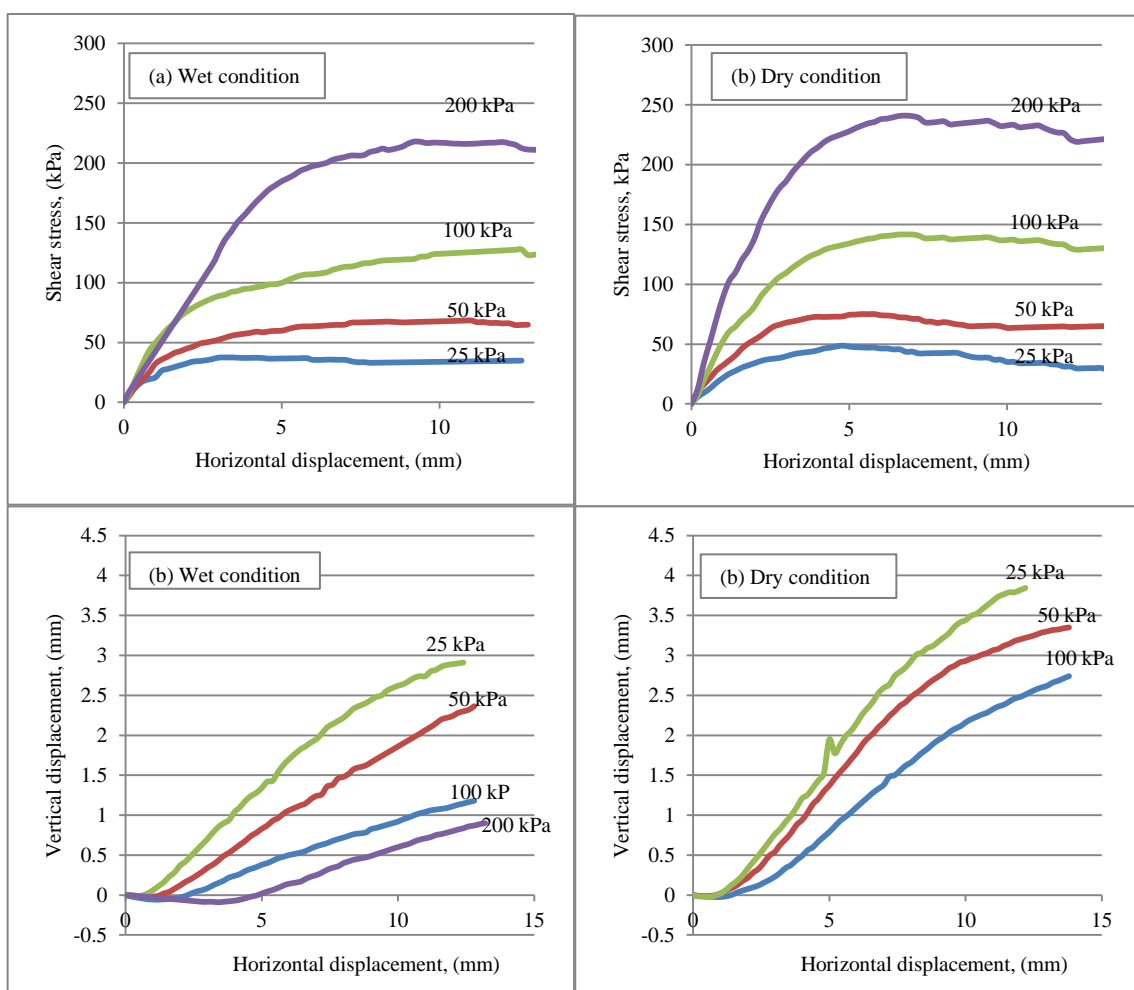 300
250
200
150
100
50
0
Shear stress, (kPa)
(a) Wet condition
200 kPa
100 kPa
50 kPa
25 kPa
0
5
10
Horizontal displacement, (mm)
300
250
200
150
100
50
0
Shear stress, kPa
(b) Dry condition
200 kPa
100 kPa
50 kPa
25 kPa
0
5
10
Horizontal displacement, (mm)
4.5
4
3.5
3
2.5
2
1.5
1
0.5
0
-0.5
Vertical displacement, (mm)
(b) Wet condition
25 kPa
50 kPa
100 kP
200 kPa
0
5
10
15
Horizontal displacement, (mm)
4.5
4
3.5
3
2.5
2
1.5
1
0.5
0
-0.5
Vertical displacement, (mm)
(b) Dry condition
25 kPa
50 kPa
100 kPa
0
5
10
15
Horizontal displacement, (mm)